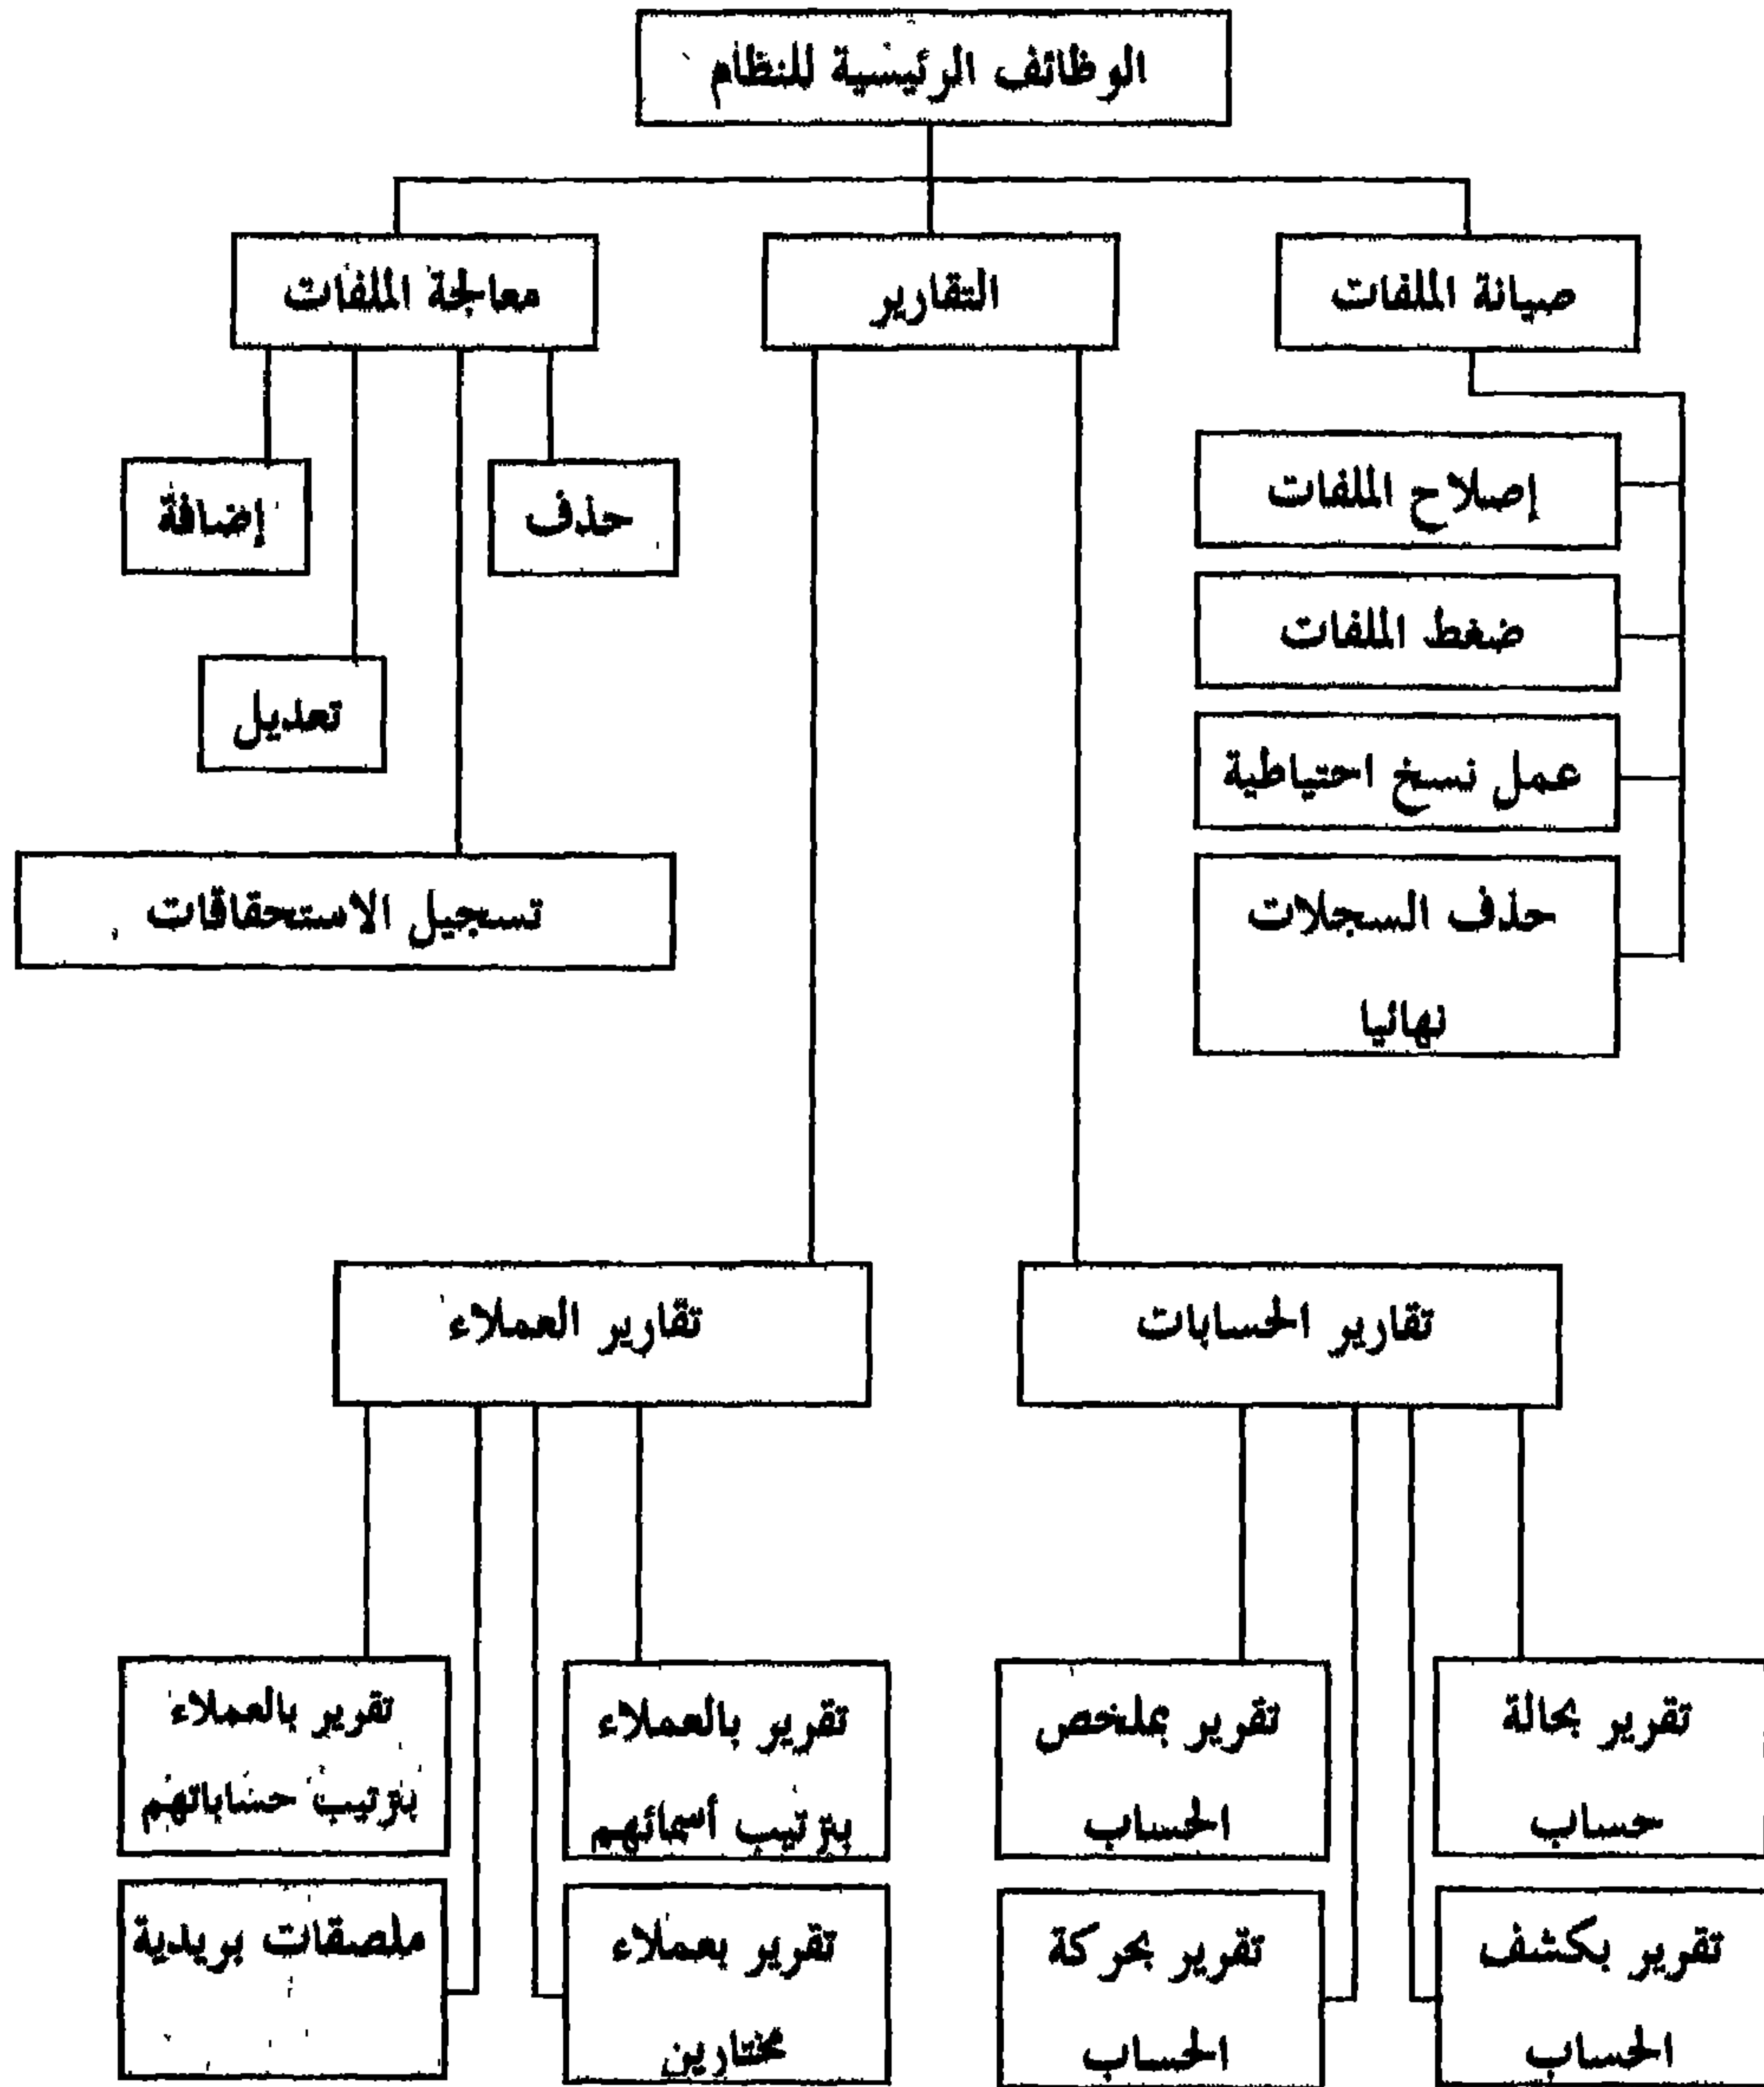 الوظائف الرئيسية للنظام
صيانة الملفات
التقارير
معالجة الملفات
إصلاح الملفات
ضغط الملفات
عمل نسخ احتياطية
حذف السجلات
نهائيا
حذف
إضافة
تعديل
تسجيل الاستحقاقات
تقارير الحسابات
تقارير العملاء
تقرير بحالة
حساب
تقرير بملخص
الحساب
تقرير بكشف
الحساب
تقرير بحركة
الحساب
تقرير بالعملاء
بترتيب أسمائهم
تقرير بالعملاء
بترتيب حساباتهم
تقرير بعملاء
مختارين
ملصقات بريدية